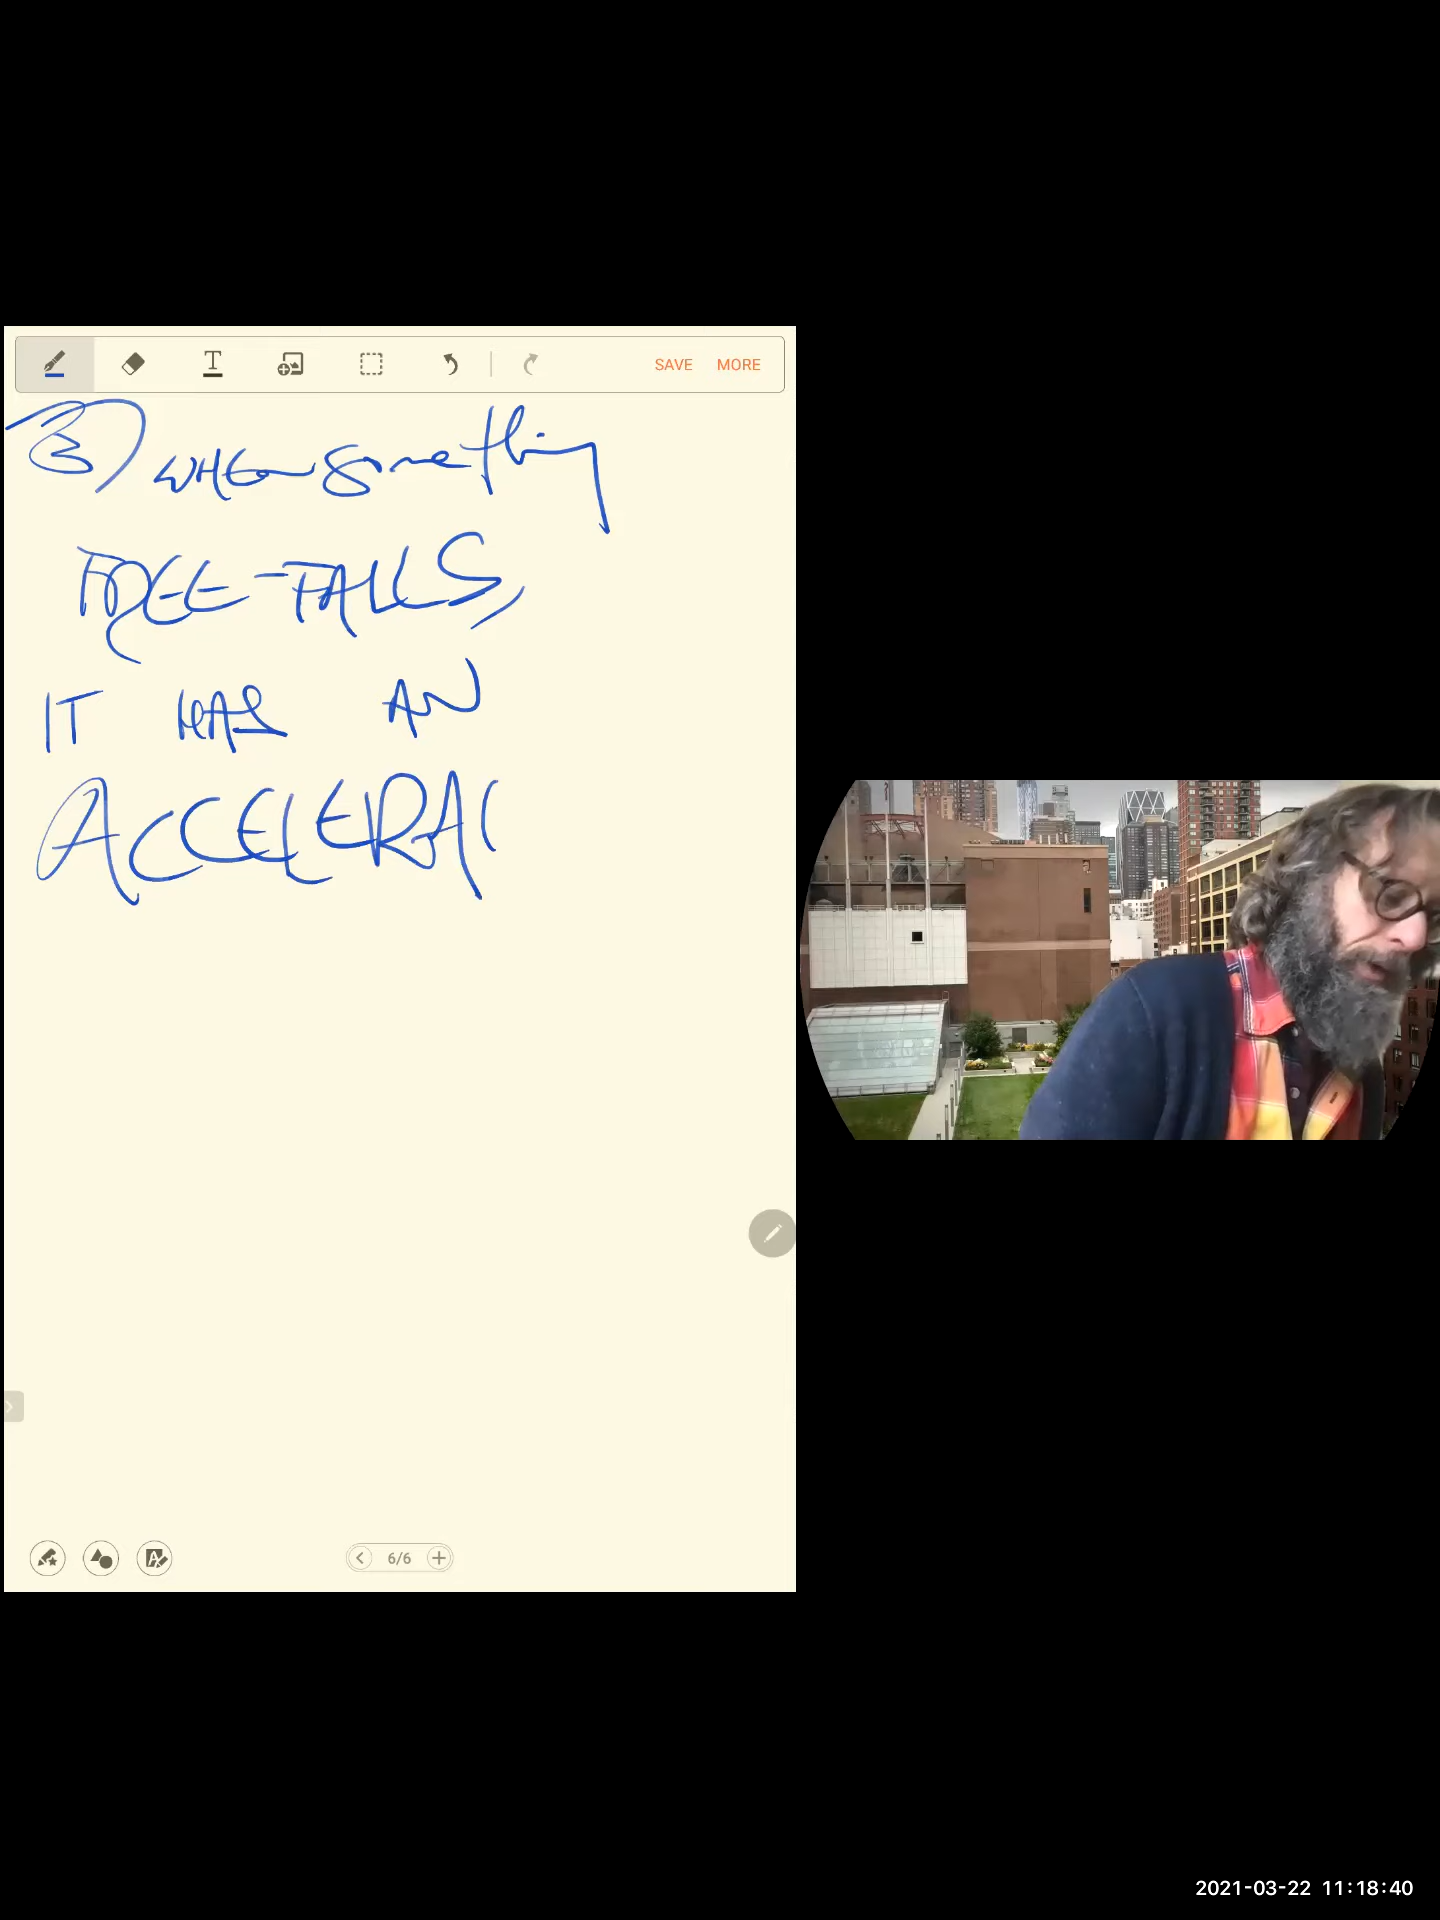 T
SAVE MORE
3) WHEN something
FREE-FALLS,
IT HAS AN
ACCELERA(
A
6/6
2021-03-22 11:18:40